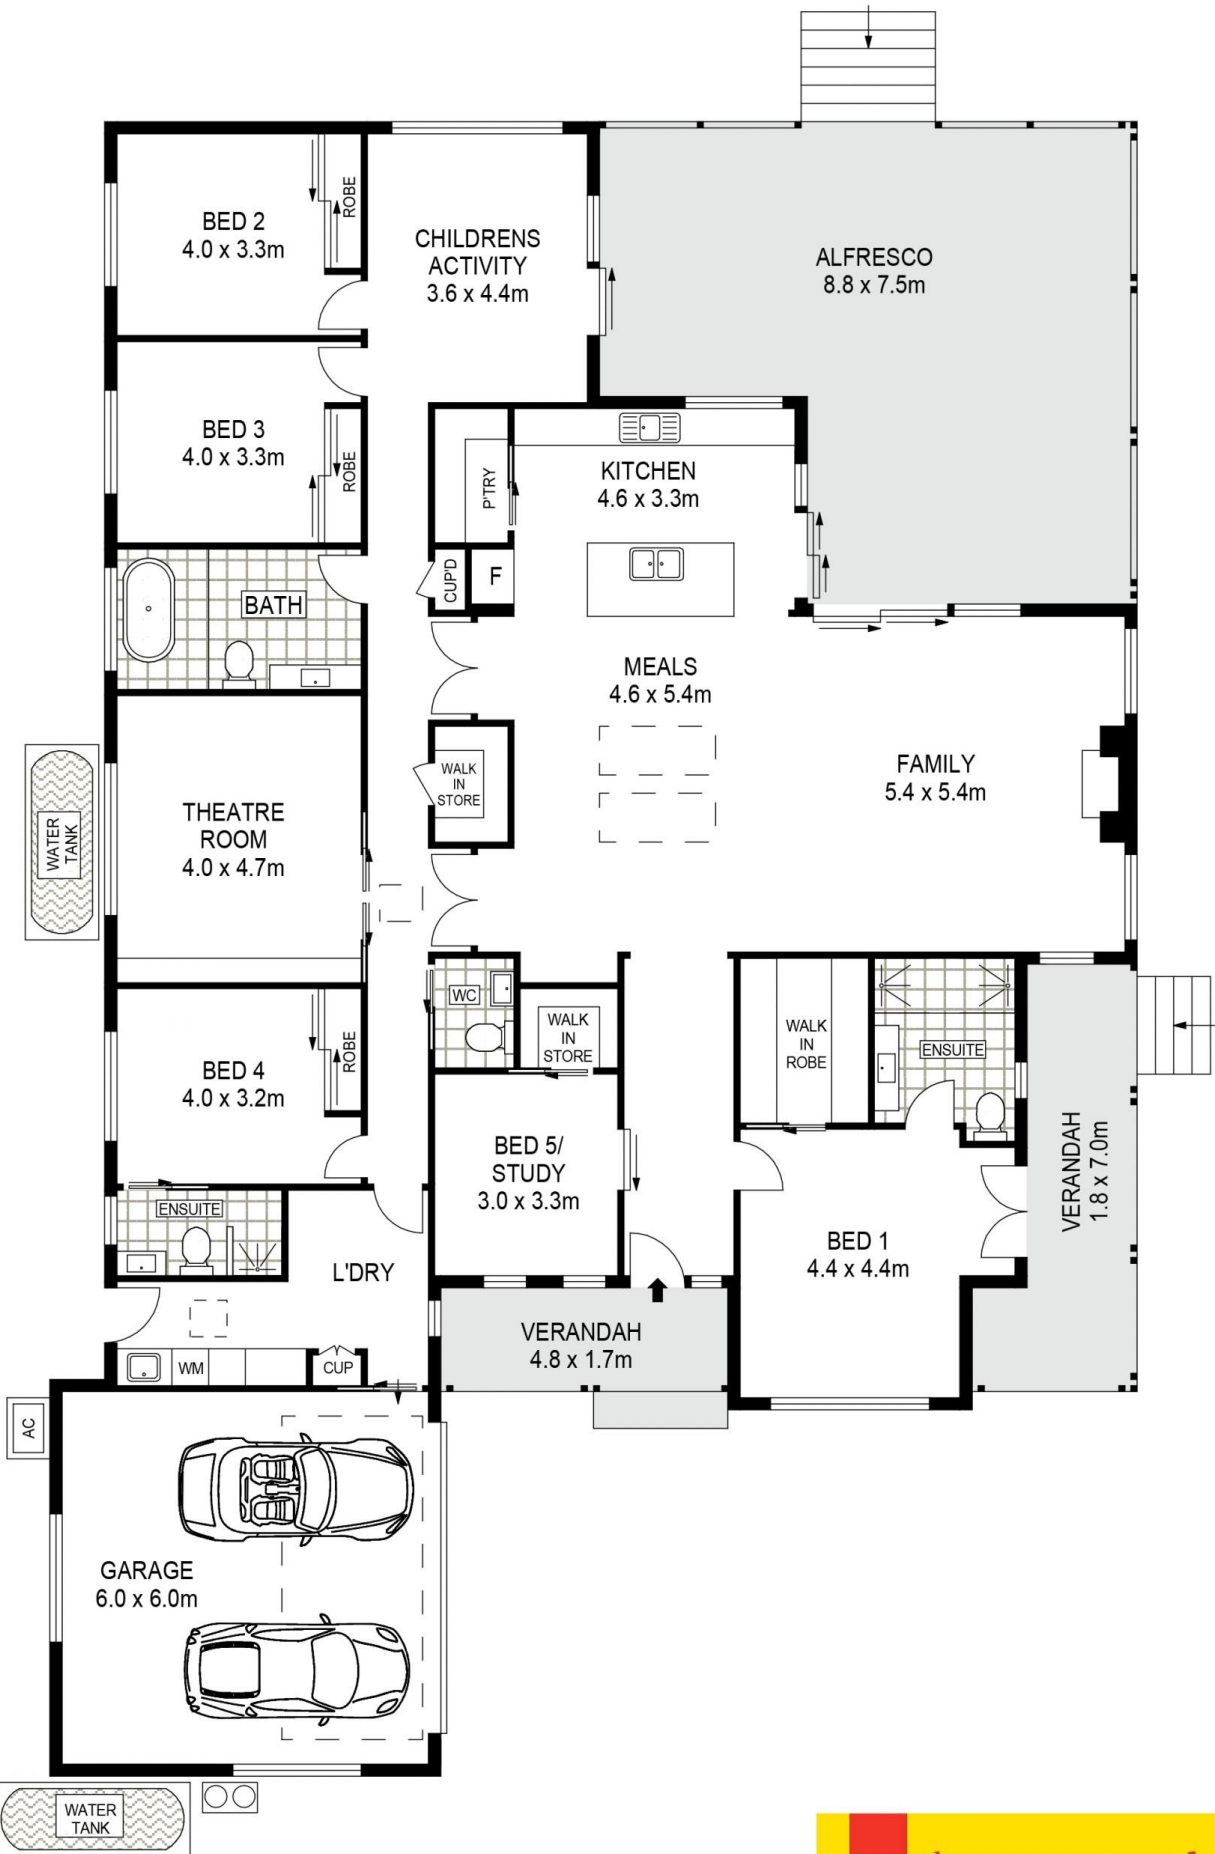 BED 2
4.0 x 3.3m
ROBE
CHILDRENS
ACTIVITY
3.6 x 4.4m
ALFRESCO
8.8 x 7.5m
BED 3
4.0 x 3.3m
ROBE
P'TRY
KITCHEN
4.6 x 3.3m
CUP'D
F
BATH
MEALS
4.6 x 5.4m
FAMILY
5.4 x 5.4m
WALK
IN
STORE
WATER
TANK
THEATRE
ROOM
4.0 x 4.7m
WC
WALK
IN
STORE
WALK
IN
ROBE
ENSUITE
BED 4
4.0 x 3.2m
ROBE
BED 5/
STUDY
3.0 x 3.3m
VERANDAH
1.8 x 7.0m
ENSUITE
L'DRY
BED 1
4.4 x 4.4m
VERANDAH
4.8 x 1.7m
WM
CUP
AC
GARAGE
6.0 x 6.0m
WATER
TANK